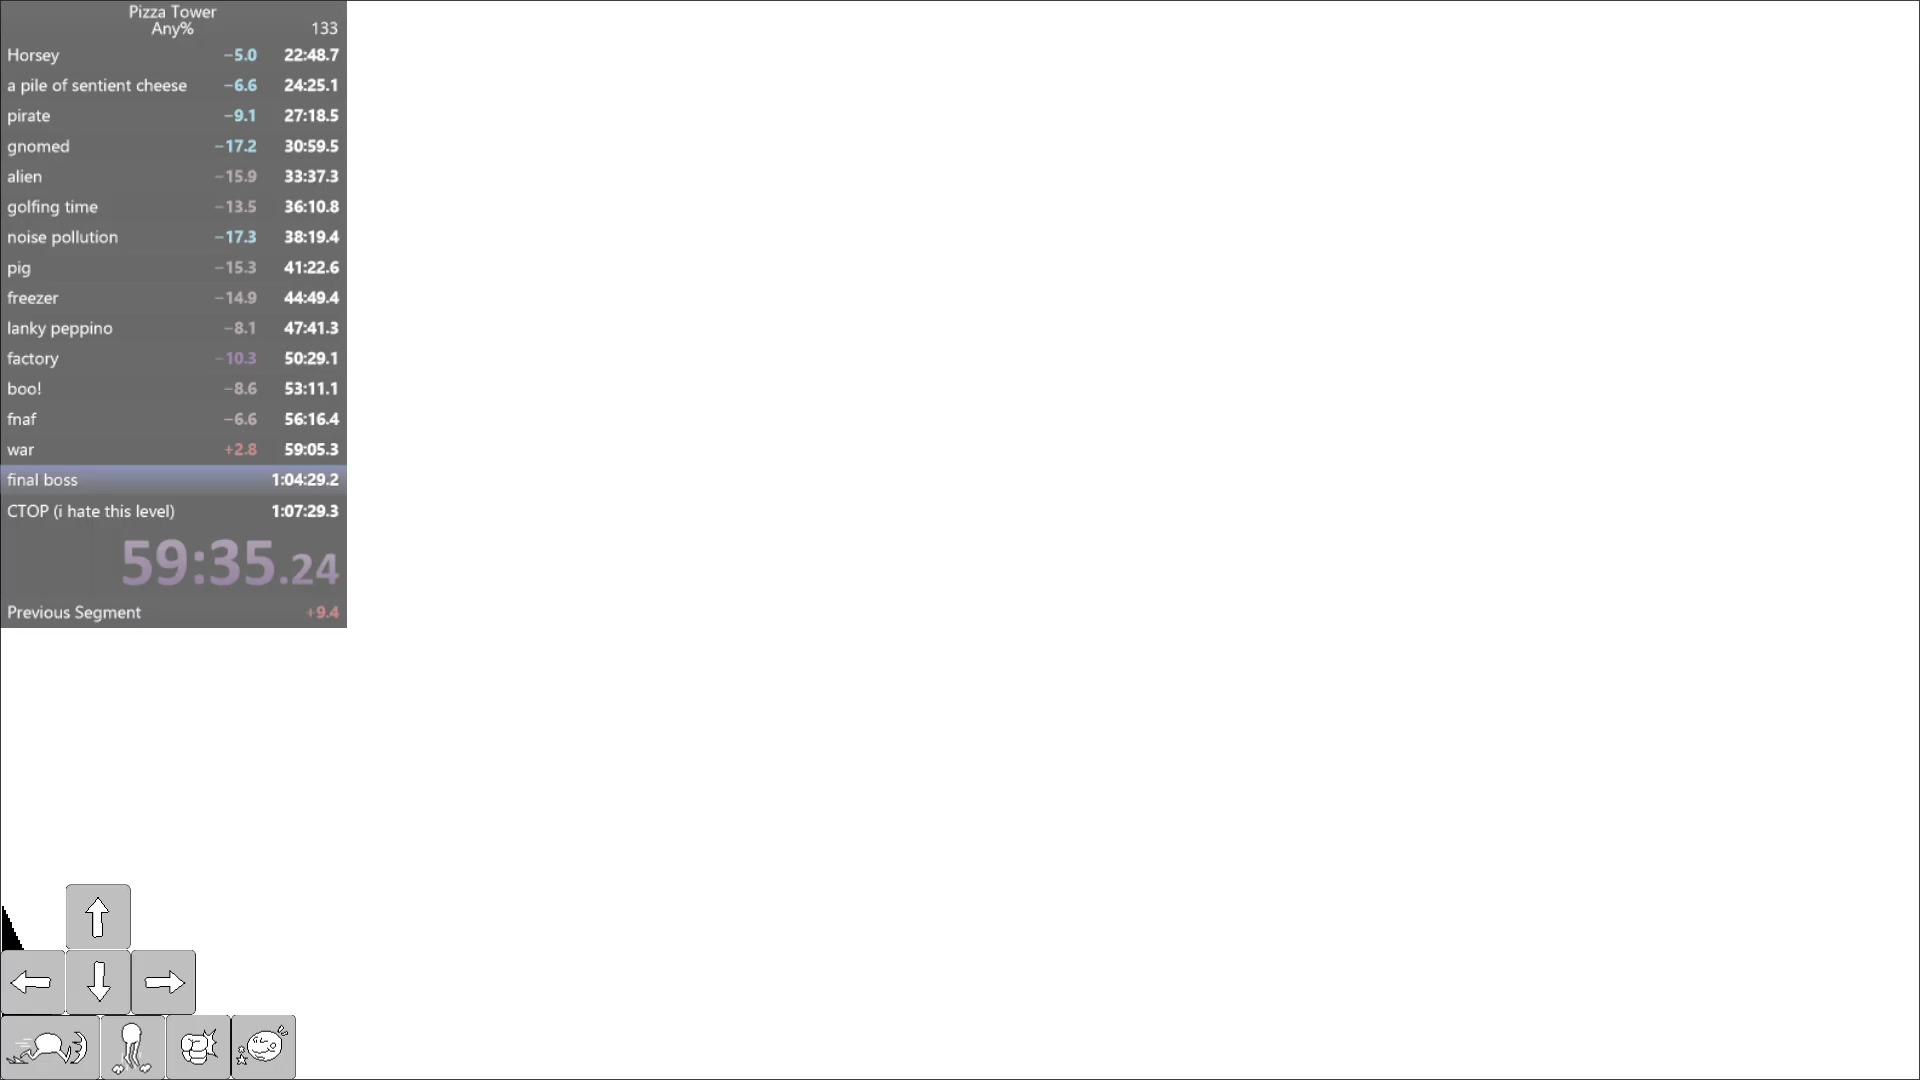 Pizza Tower
Any%
133
Horsey −5.0 22:48.7
a pile of sentient cheese −6.6 24:25.1
pirate −9.1 27:18.5
gnomed −17.2 30:59.5
alien −15.9 33:37.3
golfing time −13.5 36:10.8
noise pollution −17.3 38:19.4
pig −15.3 41:22.6
freezer −14.9 44:49.4
lanky peppino −8.1 47:41.3
factory −10.3 50:29.1
boo! −8.6 53:11.1
fnaf −6.6 56:16.4
war +2.8 59:05.3
final boss 1:04:29.2
CTOP (i hate this level) 1:07:29.3
59:35.24
Previous Segment +9.4